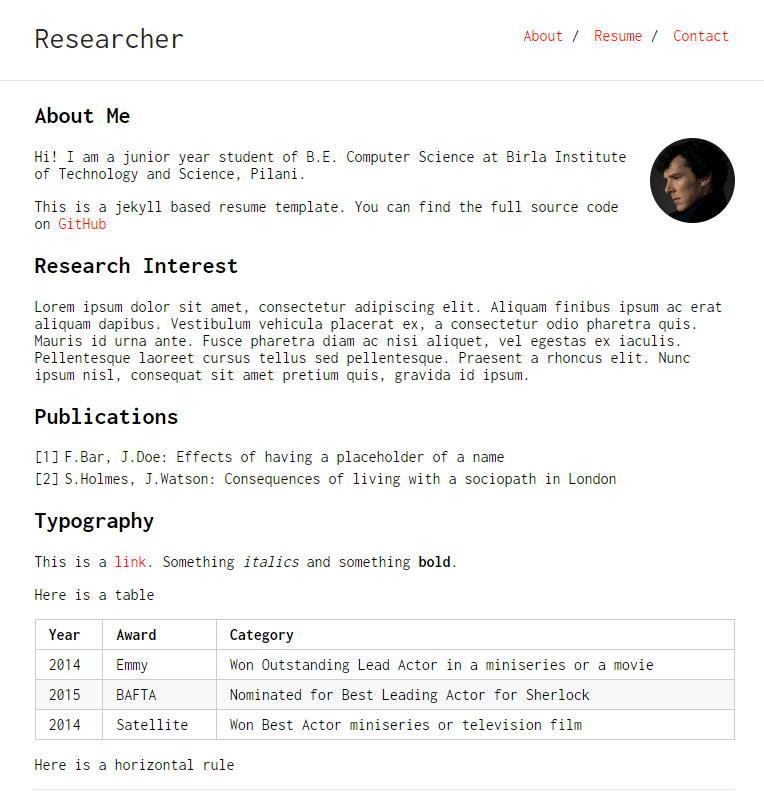 Researcher
About / Resume / Contact
About Me
Hi! I am a junior year student of B.E. Computer Science at Birla Institute
of Technology and Science, Pilani.
This is a jekyll based resume template. You can find the full source code
on GitHub
Research Interest
Lorem ipsum dolor sit amet, consectetur adipiscing elit. Aliquam finibus ipsum ac erat
aliquam dapibus. Vestibulum vehicula placerat ex, a consectetur odio pharetra quis.
Mauris id urna ante. Fusce pharetra diam ac nisi aliquet, vel egestas ex iaculis.
Pellentesque laoreet cursus tellus sed pellentesque. Praesent a rhoncus elit. Nunc
ipsum nisl, consequat sit amet pretium quis, gravida id ipsum.
Publications
[1] F.Bar, J.Doe: Effects of having a placeholder of a name
[2] S.Holmes, J.Watson: Consequences of living with a sociopath in London
Typography
This is a link. Something italics and something bold.
Here is a table
Year Award Category
2014 Emmy Won Outstanding Lead Actor in a miniseries or a movie
2015 BAFTA Nominated for Best Leading Actor for Sherlock
2014 Satellite Won Best Actor miniseries or television film
Here is a horizontal rule